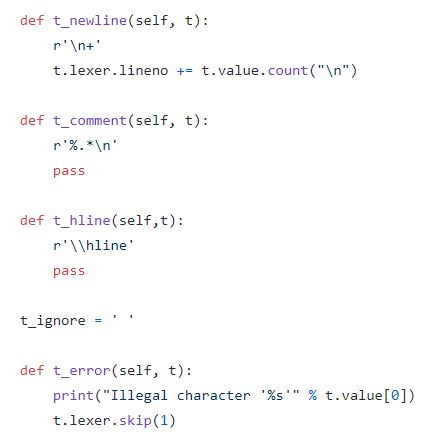 def t_newline(self, t):
    r'\n+'
    t.lexer.lineno += t.value.count("\n")

def t_comment(self, t):
    r'%.*\n'
    pass

def t_hline(self,t):
    r'\\hline'
    pass

t_ignore = ' '

def t_error(self, t):
    print("Illegal character '%s'" % t.value[0])
    t.lexer.skip(1)